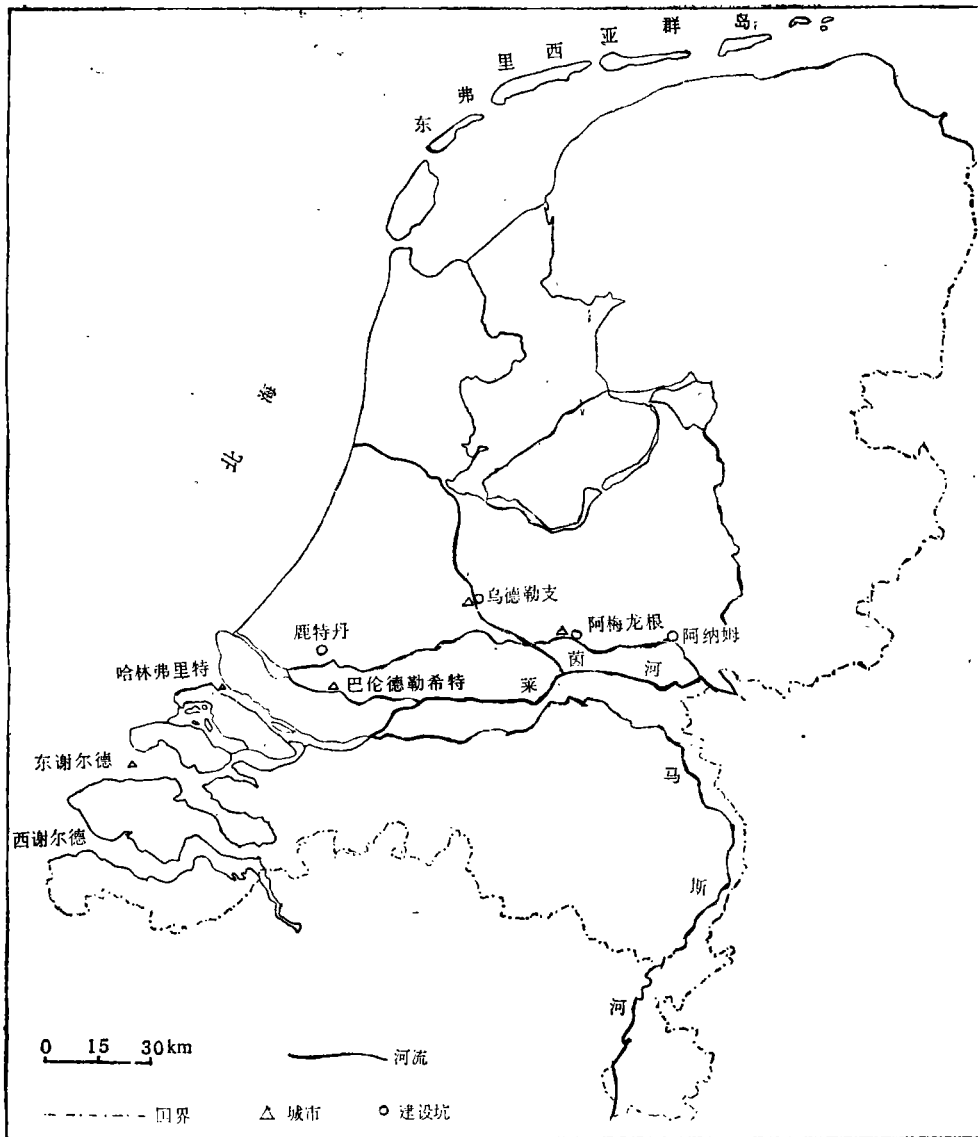 东弗里西亚群岛
北海
乌德勒支
鹿特丹
阿梅龙根
阿纳姆
哈林弗里特
巴伦德勒希特
莱茵河
东谢尔德
马斯河
西谢尔德
0 15 30km
河流
国界
城市
建设坑